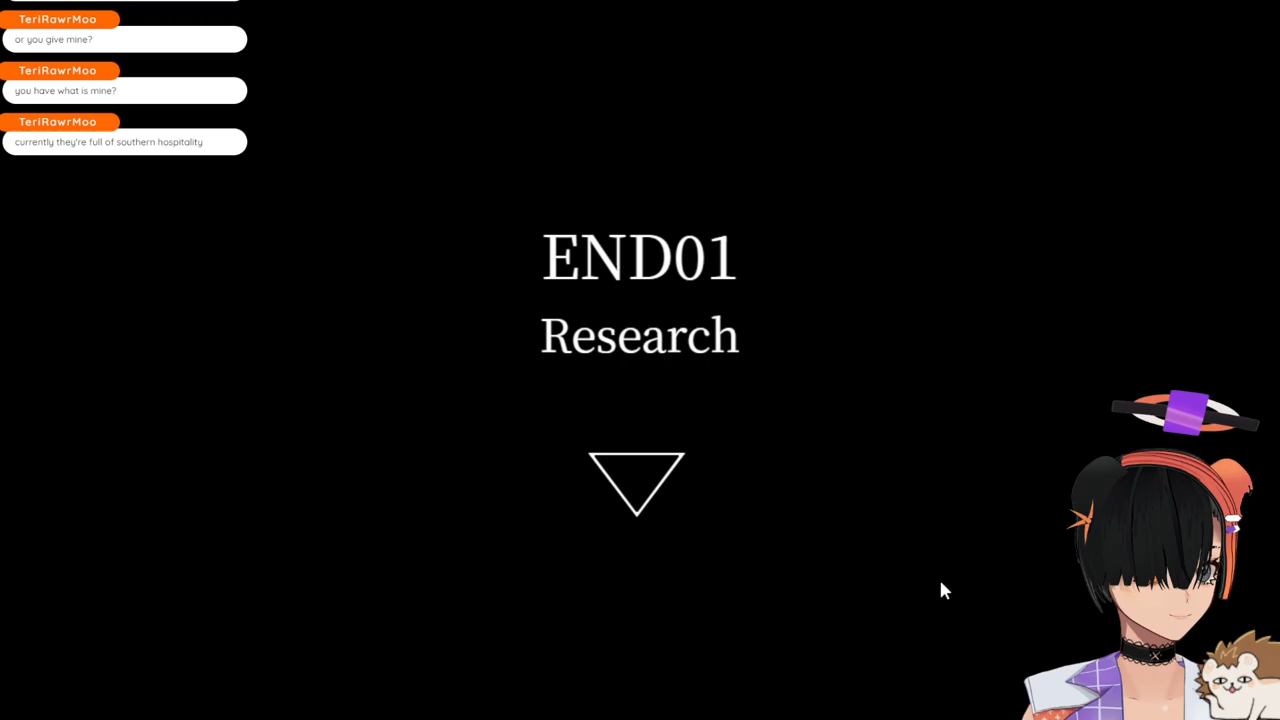 TeriRawrMoo
or you give mine?
TeriRawrMoo
you have what is mine?
TeriRawrMoo
currently they're full of southern hospitality
END01
Research